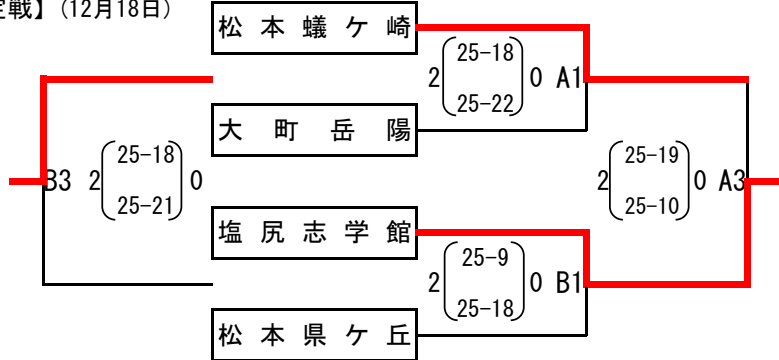 定戦】（12月18日）
松本蟻ケ崎
25-18
2 0 A1
25-22
大町岳陽
25-18
B3 2 0
25-21
25-19
2 0 A3
25-10
塩尻志学館
25-9
2 0 B1
25-18
松本県ケ丘